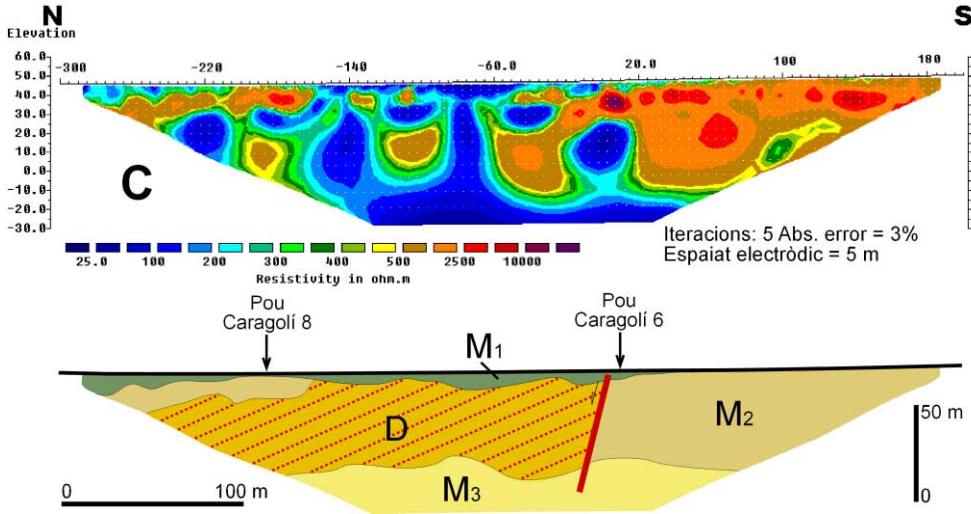 N
S
Elevation
60.0
50.0
40.0
30.0
20.0
10.0
0.0
-10.0
-20.0
-30.0
-300 -220 -140 -60.0 20.0 100 180
C
25.0 100 200 300 400 500 2500 10000
Resistivity in ohm.m
Iteracions: 5 Abs. error = 3%
Espaiat electròdic = 5 m
Pou
Caragolí 8
Pou
Caragolí 6
M1
D
M2
M3
0 100 m
50 m
0